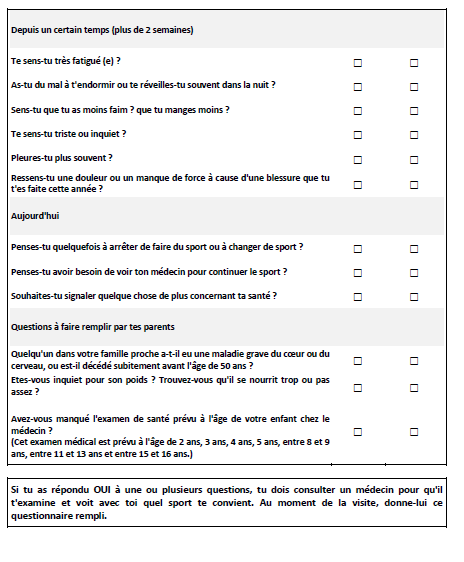 Depuis un certain temps (plus de 2 semaines)
Te sens-tu très fatigué (e) ?
As-tu du mal à t'endormir ou te réveilles-tu souvent dans la nuit ?
Sens-tu que tu as moins faim ? que tu manges moins ?
Te sens-tu triste ou inquiet ?
Pleures-tu plus souvent ?
Ressens-tu une douleur ou un manque de force à cause d'une blessure que tu
t'es faite cette année ?
Aujourd'hui
Penses-tu quelquefois à arrêter de faire du sport ou à changer de sport ?
Penses-tu avoir besoin de voir ton médecin pour continuer le sport ?
Souhaites-tu signaler quelque chose de plus concernant ta santé ?
Questions à faire remplir par tes parents
Quelqu'un dans votre famille proche a-t-il eu une maladie grave du cœur ou du
cerveau, ou est-il décédé subitement avant l'âge de 50 ans ?
Etes-vous inquiet pour son poids ? Trouvez-vous qu'il se nourrit trop ou pas
assez ?
Avez-vous manqué l'examen de santé prévu à l'âge de votre enfant chez le
médecin ?
(Cet examen médical est prévu à l'âge de 2 ans, 3 ans, 4 ans, 5 ans, entre 8 et 9
ans, entre 11 et 13 ans et entre 15 et 16 ans.)
Si tu as répondu OUI à une ou plusieurs questions, tu dois consulter un médecin pour qu'il
t'examine et voit avec toi quel sport te convient. Au moment de la visite, donne-lui ce
questionnaire rempli.